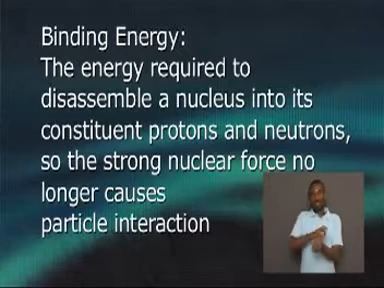 Binding Energy:
The energy required to
disassemble a nucleus into its
constituent protons and neutrons,
so the strong nuclear force no
longer causes
particle interaction